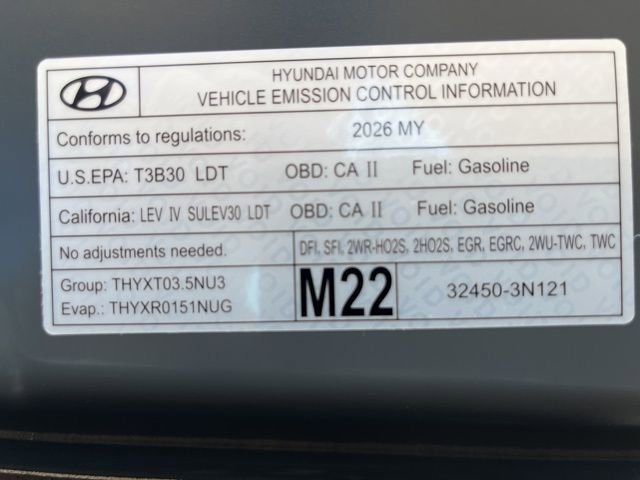 HYUNDAI MOTOR COMPANY
VEHICLE EMISSION CONTROL INFORMATION
Conforms to regulations: 2026 MY
U.S.EPA: T3B30 LDT OBD: CA II Fuel: Gasoline
California: LEV IV SULEV30 LDT OBD: CA II Fuel: Gasoline
No adjustments needed. DFI, SFI, 2WR-HO2S, 2HO2S, EGR, EGRC, 2WU-TWC, TWC
Group: THYXT03.5NU3
Evap.: THYXR0151NUG
M22
32450-3N121